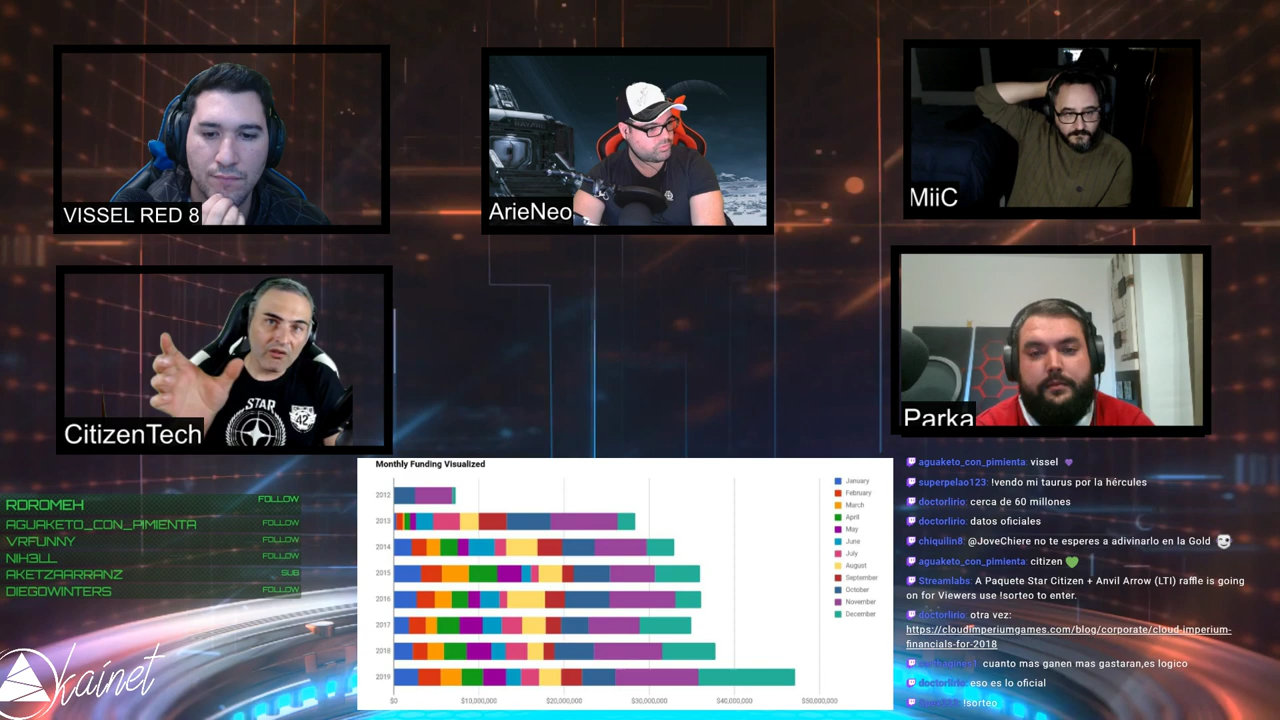 VISSEL RED 8
ArieNeo
MiiC
CitizenTech
STAR
42
Parka
RDROMEH FOLLOW
AGUAKETO_CON_PIMIENTA FOLLOW
VRFUNNY FOLLOW
NIH3LL FOLLOW
AKETZAARRANZ SUB
DIEGOWINTERS FOLLOW
kainet
Monthly Funding Visualized
2012
2013
2014
2015
2016
2017
2018
2019
$0 $10,000,000 $20,000,000 $30,000,000 $40,000,000 $50,000,000
January
February
March
April
May
June
July
August
September
October
November
December
aguaketo_con_pimienta: vissel
superpelao123: !vendo mi taurus por la hércules
doctorlirio: cerca de 60 millones
doctorlirio: datos oficiales
chiquilin8: @JoveChiere no te esperes a adivinarlo en la Gold
aguaketo_con_pimienta: citizen
Streamlabs: A Paquete Star Citizen + Anvil Arrow (LTI) raffle is going
on for Viewers use !sorteo to enter.
doctorlirio: otra vez:
https://cloudimperiumgames.com/blog/corporate/cloud-imperium-
financials-for-2018
cuanto mas ganen mas gastaran,es logico
doctorlirio: eso es lo oficial
!sorteo